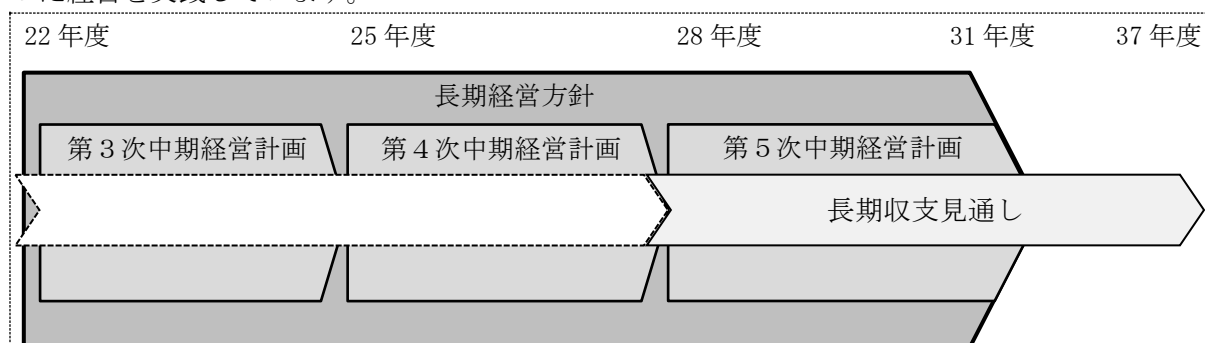 22 年度 25 年度 28 年度 31 年度 37 年度
長期経営方針
第３次中期経営計画 第４次中期経営計画 第５次中期経営計画
長期収支見通し